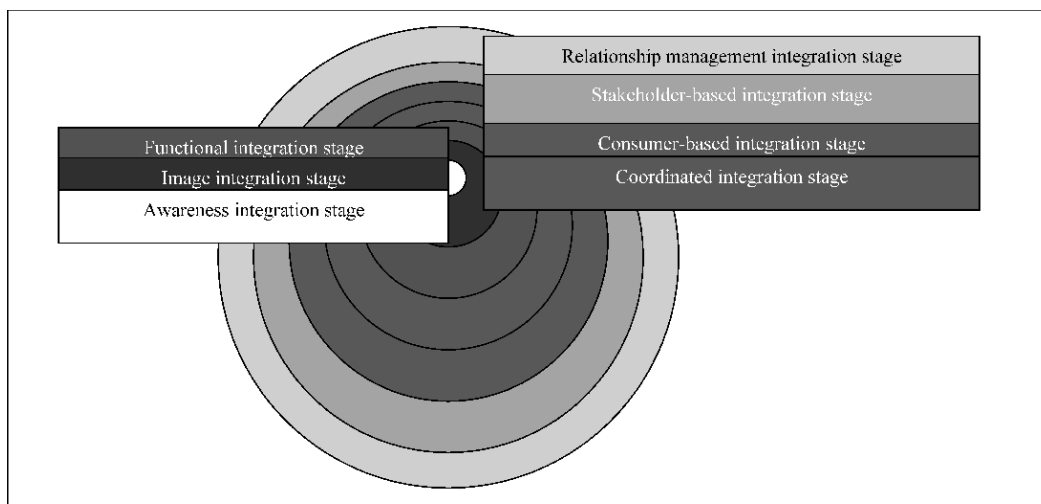 Relationship management integration stage
Stakeholder-based integration stage
Consumer-based integration stage
Coordinated integration stage
Functional integration stage
Image integration stage
Awareness integration stage